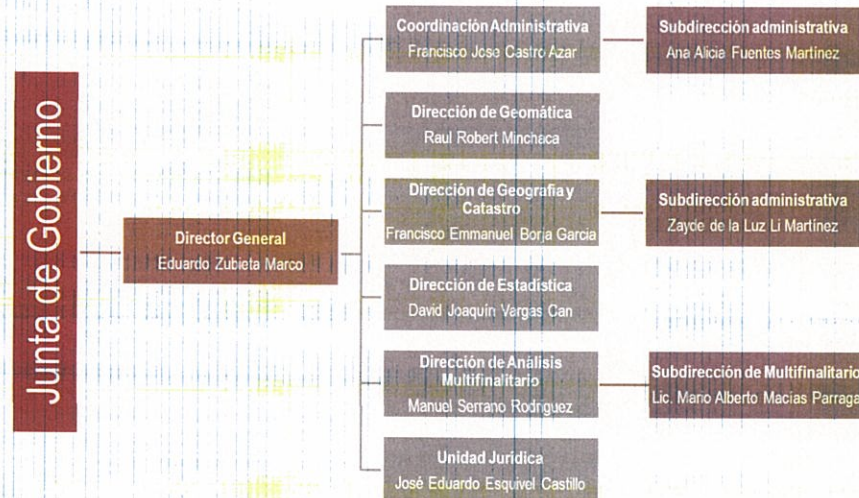 Junta de Gobierno
Director General
Eduardo Zubieta Marco
Coordinación Administrativa
Francisco Jose Castro Azar
Subdirección administrativa
Ana Alicia Fuentes Martínez
Dirección de Geomática
Raul Robert Minchaca
Dirección de Geografia y
Catastro
Francisco Emmanuel Borja Garcia
Subdirección administrativa
Zayde de la Luz Li Martínez
Dirección de Estadística
David Joaquín Vargas Can
Dirección de Análisis
Multifinalitario
Manuel Serrano Rodríguez
Subdirección de Multifinalitario
Lic. Mario Alberto Macías Parraga
Unidad Jurídica
José Eduardo Esquivel Castillo